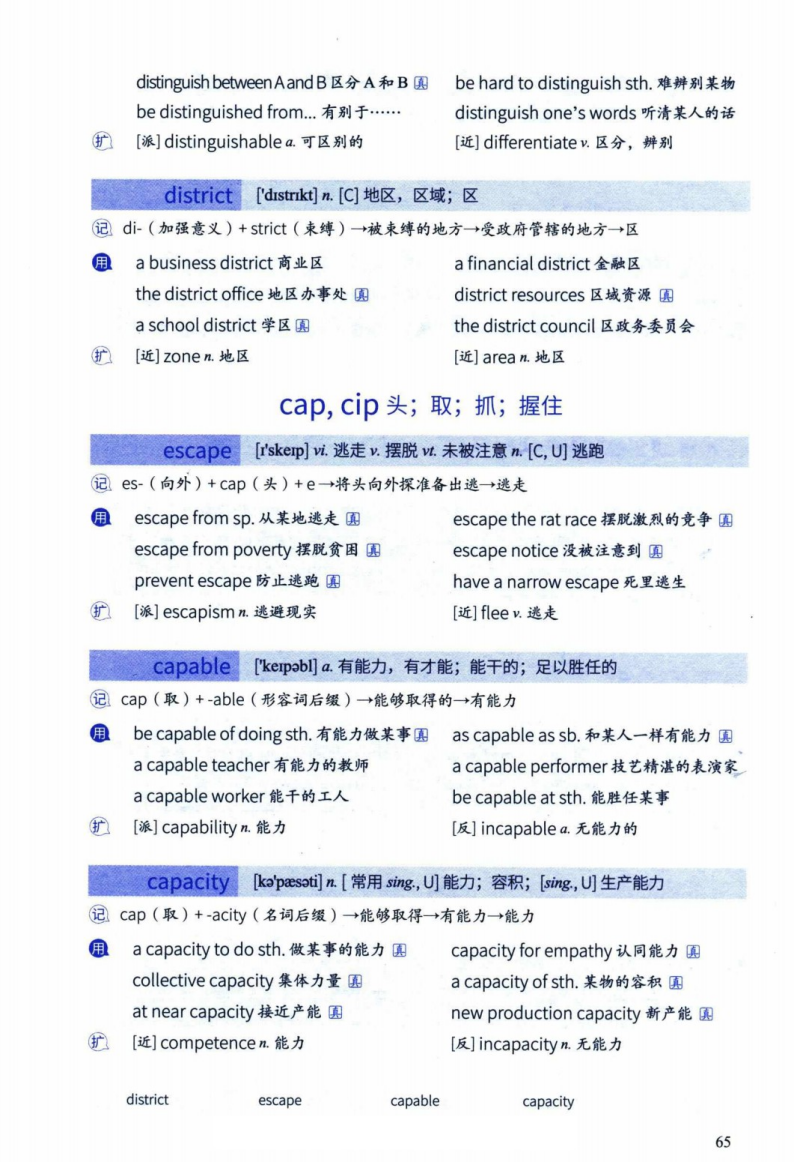 distinguish between A and B 区分 A 和 B 真 be hard to distinguish sth. 难辨别某物
be distinguished from... 有别于…… distinguish one's words 听清某人的话
扩 [派] distinguishable a. 可区别的 [近] differentiate v. 区分，辨别
district ['dɪstrɪkt] n. [C] 地区，区域；区
记 di-（加强意义）+ strict（束缚）→被束缚的地方→受政府管辖的地方→区
用 a business district 商业区 a financial district 金融区
the district office 地区办事处 真 district resources 区域资源 真
a school district 学区 真 the district council 区政务委员会
扩 [近] zone n. 地区 [近] area n. 地区
cap, cip 头；取；抓；握住
escape [ɪ'skeɪp] vi. 逃走 v. 摆脱 vt. 未被注意 n. [C, U] 逃跑
记 es-（向外）+ cap（头）+ e→将头向外探准备出逃→逃走
用 escape from sp. 从某地逃走 真 escape the rat race 摆脱激烈的竞争 真
escape from poverty 摆脱贫困 真 escape notice 没被注意到 真
prevent escape 防止逃跑 真 have a narrow escape 死里逃生
扩 [派] escapism n. 逃避现实 [近] flee v. 逃走
capable ['keɪpəbl] a. 有能力，有才能；能干的；足以胜任的
记 cap（取）+ -able（形容词后缀）→能够取得的→有能力
用 be capable of doing sth. 有能力做某事 真 as capable as sb. 和某人一样有能力 真
a capable teacher 有能力的教师 a capable performer 技艺精湛的表演家
a capable worker 能干的工人 be capable at sth. 能胜任某事
扩 [派] capability n. 能力 [反] incapable a. 无能力的
capacity [kə'pæsəti] n. [ 常用 sing., U] 能力；容积；[sing., U] 生产能力
记 cap（取）+ -acity（名词后缀）→能够取得→有能力→能力
用 a capacity to do sth. 做某事的能力 真 capacity for empathy 认同能力 真
collective capacity 集体力量 真 a capacity of sth. 某物的容积 真
at near capacity 接近产能 真 new production capacity 新产能 真
扩 [近] competence n. 能力 [反] incapacity n. 无能力
district escape capable capacity
65